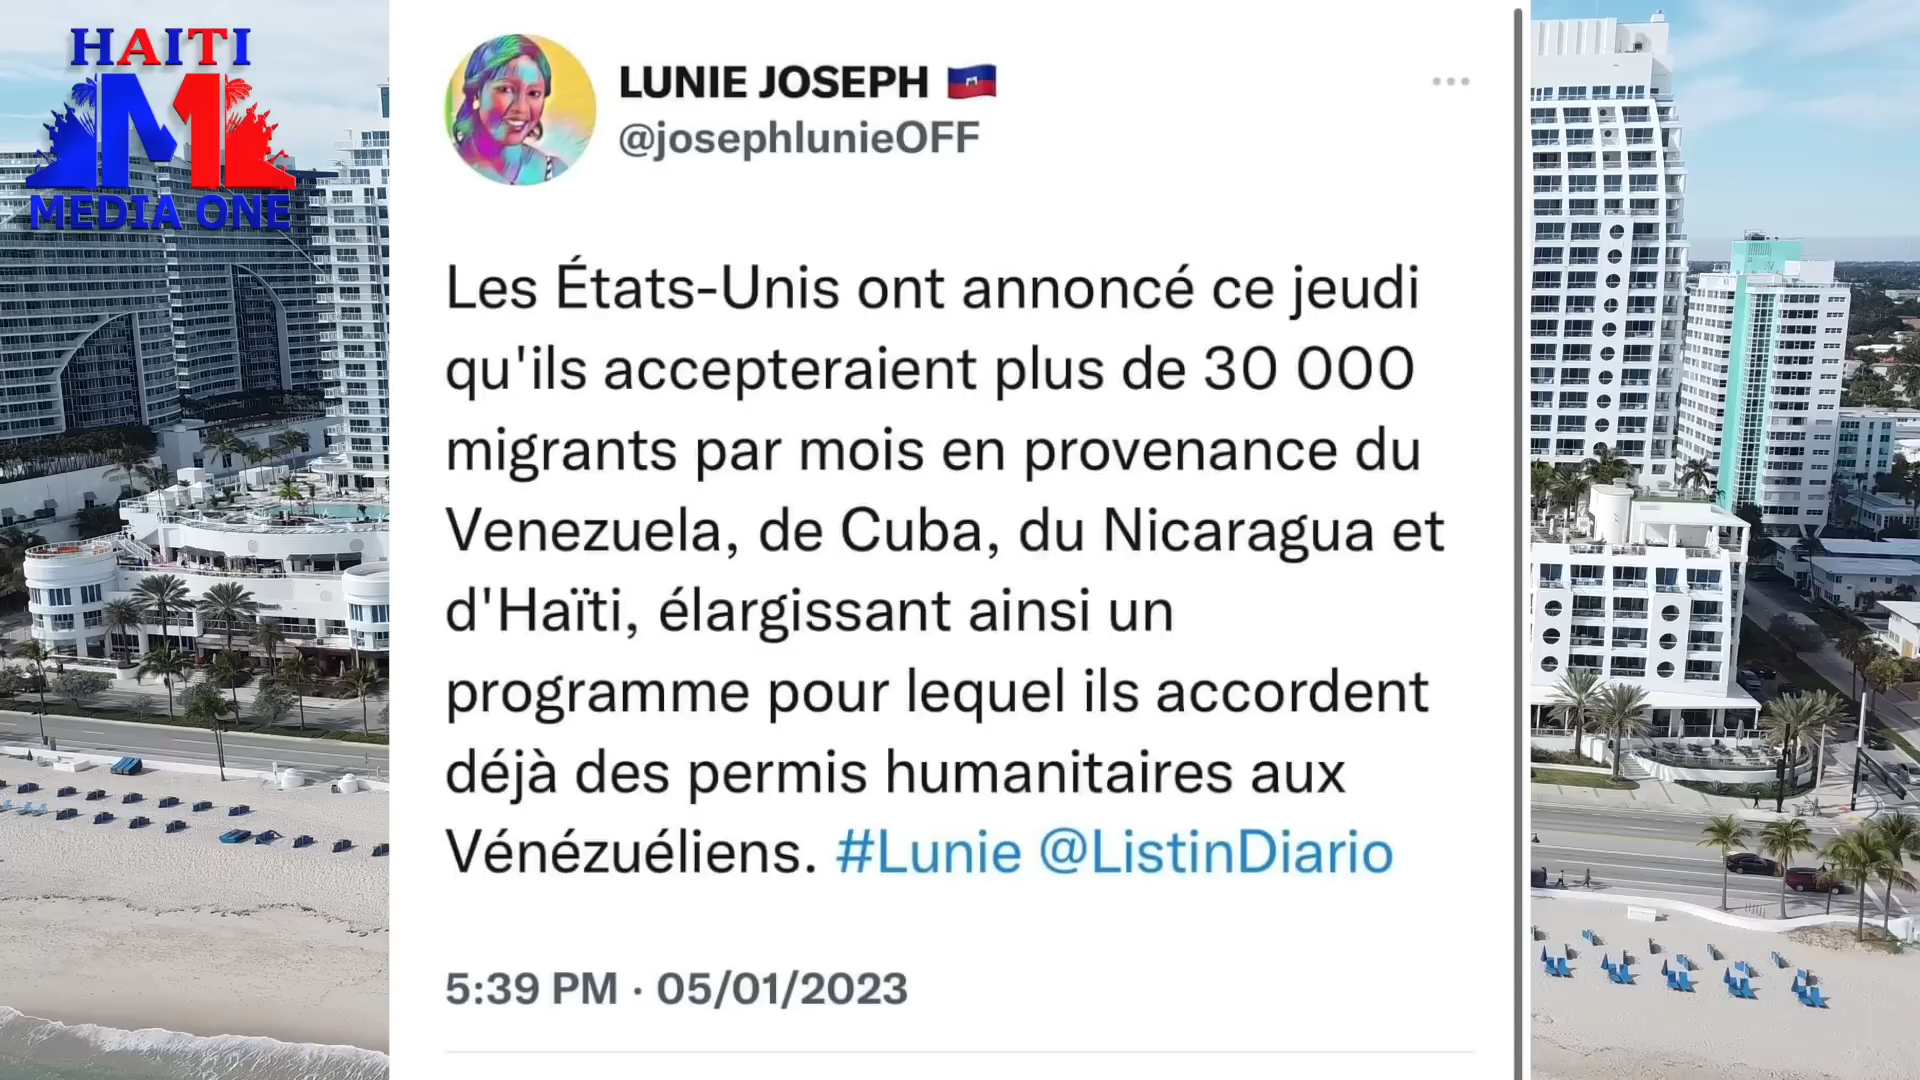 HAITI
M1
MEDIA ONE
LUNIE JOSEPH 🇭🇹
@josephlunieOFF
Les États-Unis ont annoncé ce jeudi
qu'ils accepteraient plus de 30 000
migrants par mois en provenance du
Venezuela, de Cuba, du Nicaragua et
d'Haïti, élargissant ainsi un
programme pour lequel ils accordent
déjà des permis humanitaires aux
Vénézuéliens. #Lunie @ListinDiario
5:39 PM · 05/01/2023